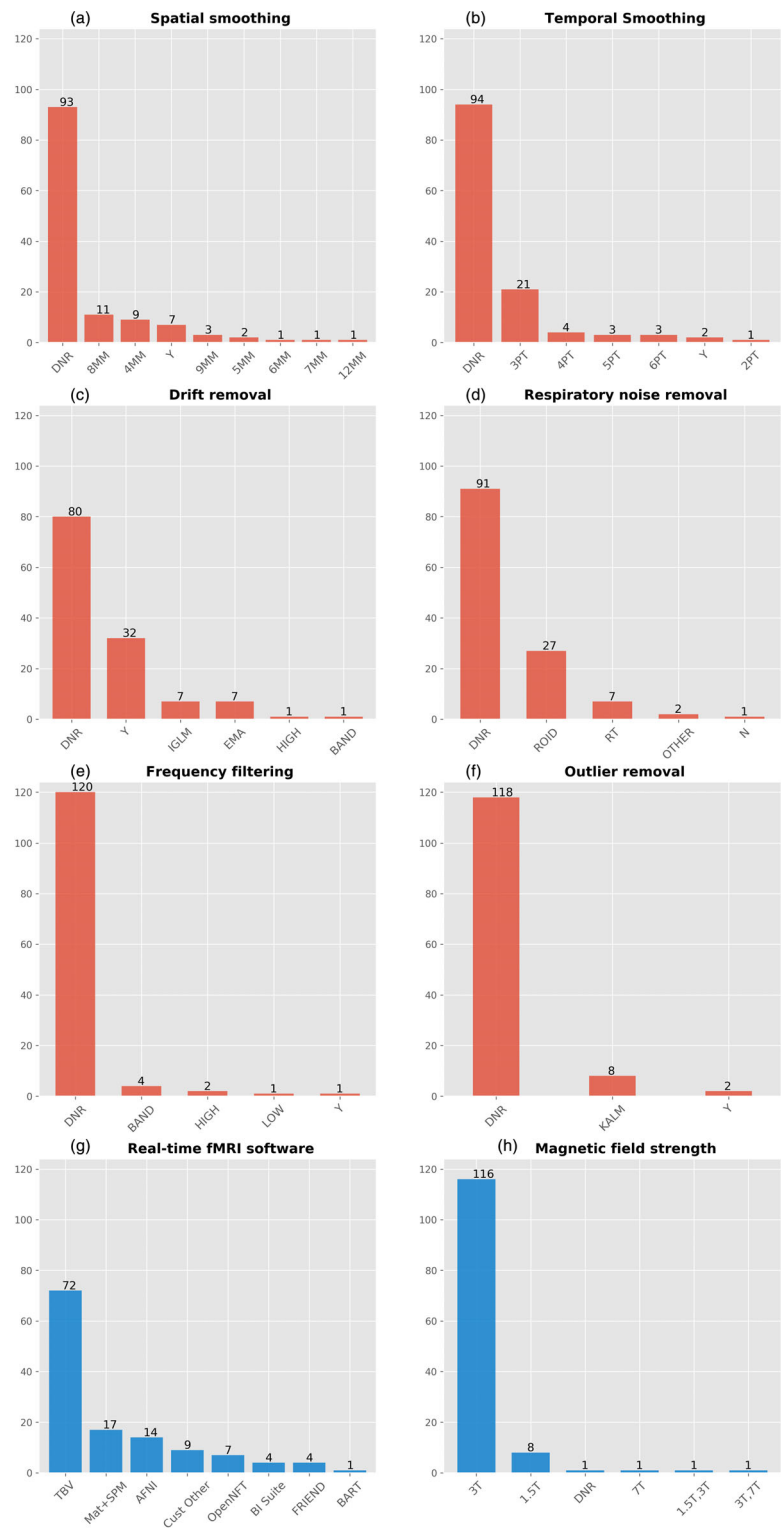 (a) Spatial smoothing
120
100
80
60
40
20
0
93
11
9
7
3
2
1
1
1
DNR
8MM
4MM
Y
9MM
5MM
6MM
7MM
12MM
(b) Temporal Smoothing
120
100
80
60
40
20
0
94
21
4
3
3
2
1
DNR
3PT
4PT
5PT
6PT
Y
2PT
(c) Drift removal
120
100
80
60
40
20
0
80
32
7
7
1
1
DNR
Y
IGLM
EMA
HIGH
BAND
(d) Respiratory noise removal
120
100
80
60
40
20
0
91
27
7
2
1
DNR
ROID
RT
OTHER
N
(e) Frequency filtering
120
100
80
60
40
20
0
120
4
2
1
1
DNR
BAND
HIGH
LOW
Y
(f) Outlier removal
120
100
80
60
40
20
0
118
8
2
DNR
KALM
Y
(g) Real-time fMRI software
120
100
80
60
40
20
0
72
17
14
9
7
4
4
1
TBV
Mat+SPM
AFNI
Cust Other
OpenNFT
BI Suite
FRIEND
BART
(h) Magnetic field strength
120
100
80
60
40
20
0
116
8
1
1
1
1
3T
1.5T
DNR
7T
1.5T,3T
3T,7T